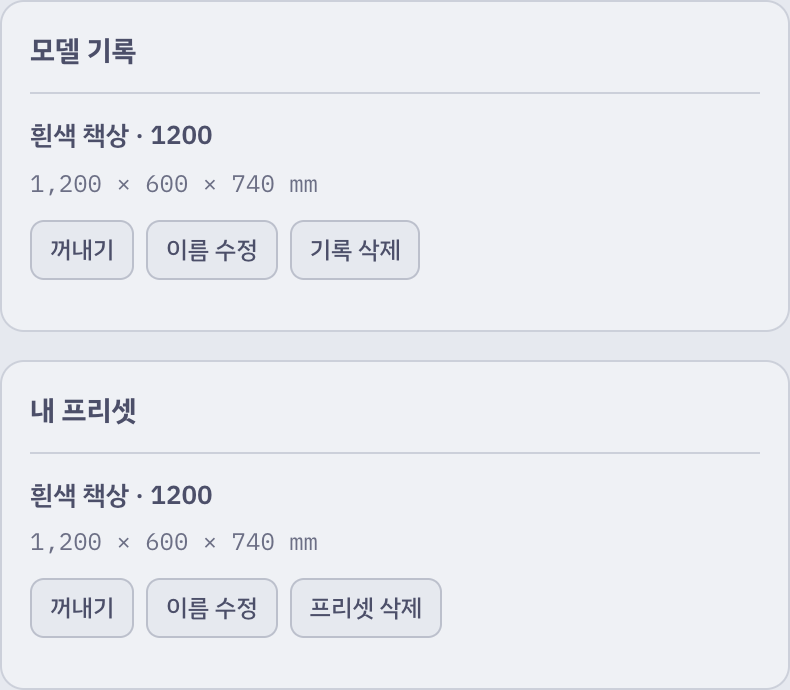 모델 기록
흰색 책상 · 1200
1,200 × 600 × 740 mm
꺼내기 이름 수정 기록 삭제
내 프리셋
흰색 책상 · 1200
1,200 × 600 × 740 mm
꺼내기 이름 수정 프리셋 삭제